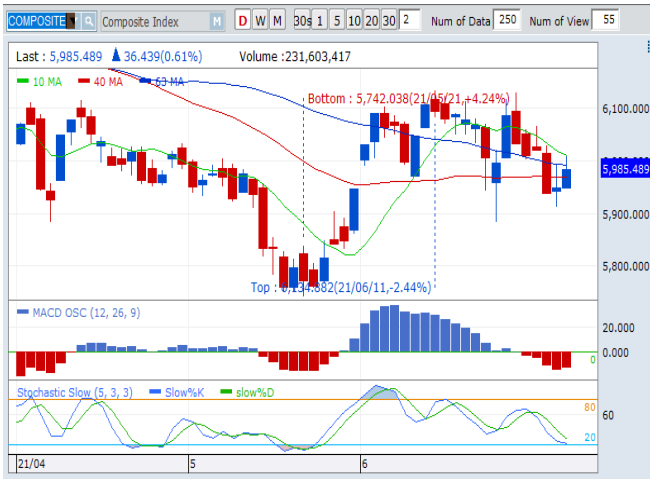 COMPOSITE Composite Index M D W M 30s 1 5 10 20 30 2 Num of Data 250 Num of View 55
Last : 5,985.489 ▲ 36.439(0.61%) Volume :231,603,417
10 MA 40 MA 63 MA
Bottom : 5,742.038(21/05/21,+4.24%)
6,100.000
5,985.489
5,900.000
5,800.000
Top : 6,134.882(21/06/11,-2.44%)
MACD OSC (12, 26, 9)
20.000
0.000
0
Stochastic Slow (5, 3, 3) Slow%K slow%D
80
60
20
21/04 5 6